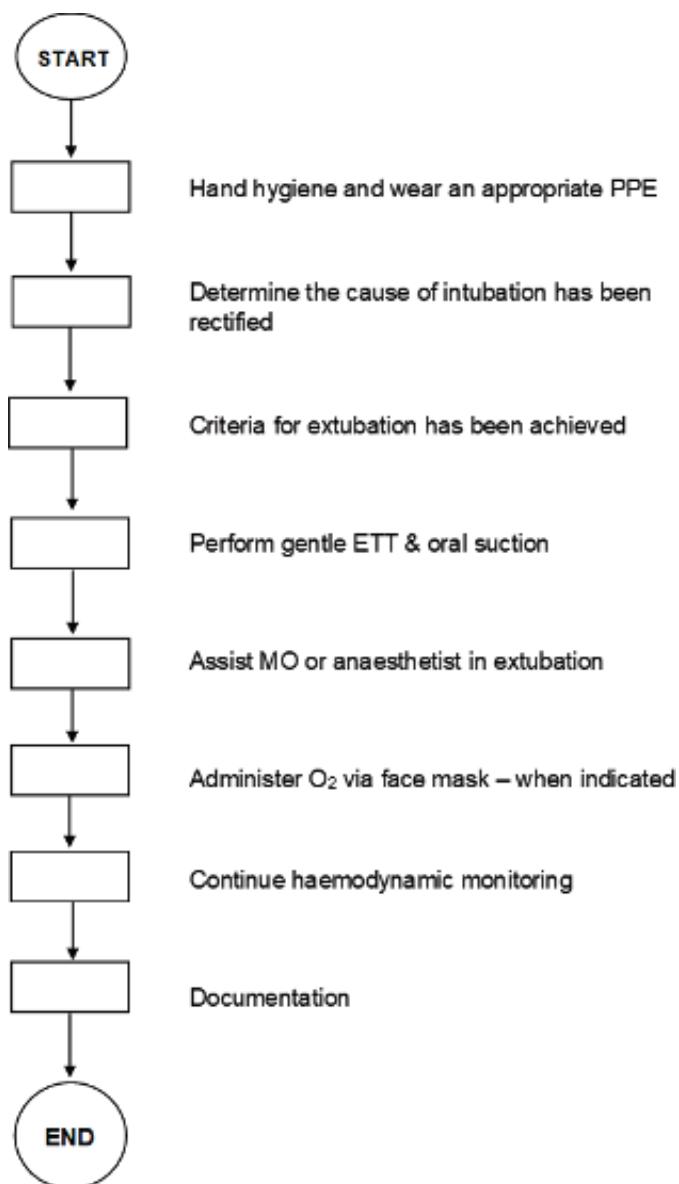 START
Hand hygiene and wear an appropriate PPE
Determine the cause of intubation has been
rectified
Criteria for extubation has been achieved
Perform gentle ETT & oral suction
Assist MO or anaesthetist in extubation
Administer O₂ via face mask – when indicated
Continue haemodynamic monitoring
Documentation
END